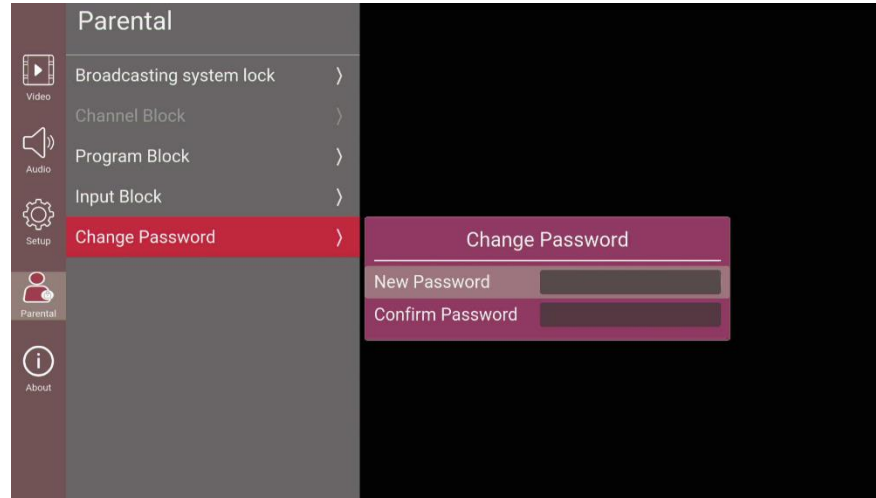 Parental
Video
Broadcasting system lock
Channel Block
Audio
Program Block
Input Block
Setup
Change Password
Parental
About
Change Password
New Password
Confirm Password